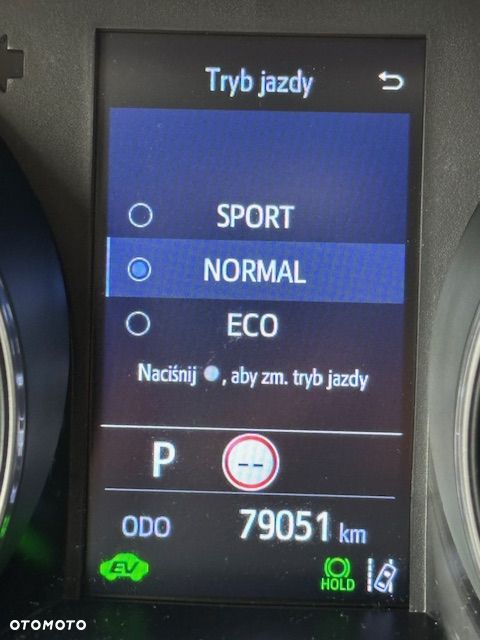 Tryb jazdy
SPORT
NORMAL
ECO
Naciśnij , aby zm. tryb jazdy
P --
ODO 79051 km
EV HOLD
OTOMOTO